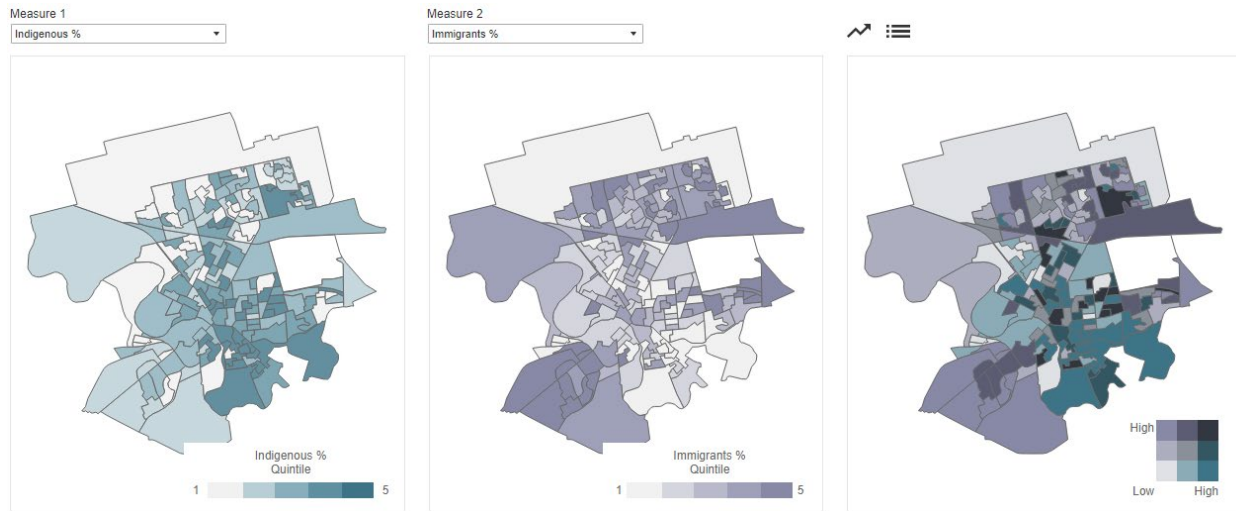 Measure 1
Indigenous %
Measure 2
Immigrants %
Indigenous %
Quintile
1 5
Immigrants %
Quintile
1 5
High
Low High